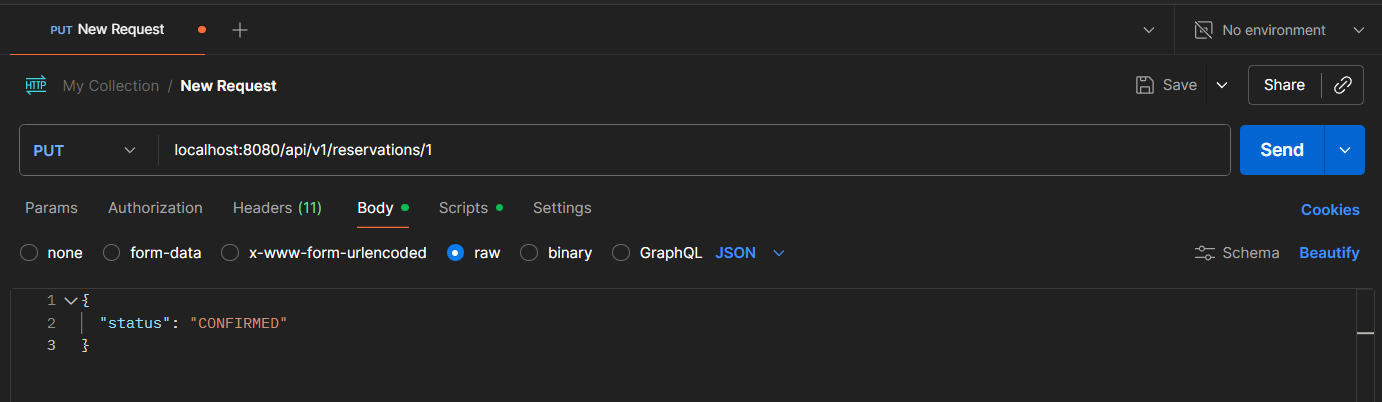 PUT New Request
No environment
HTTP My Collection / New Request
Save
Share
PUT localhost:8080/api/v1/reservations/1
Send
Params Authorization Headers (11) Body Scripts Settings Cookies
none form-data x-www-form-urlencoded raw binary GraphQL JSON Schema Beautify
1 {
2 "status": "CONFIRMED"
3 }